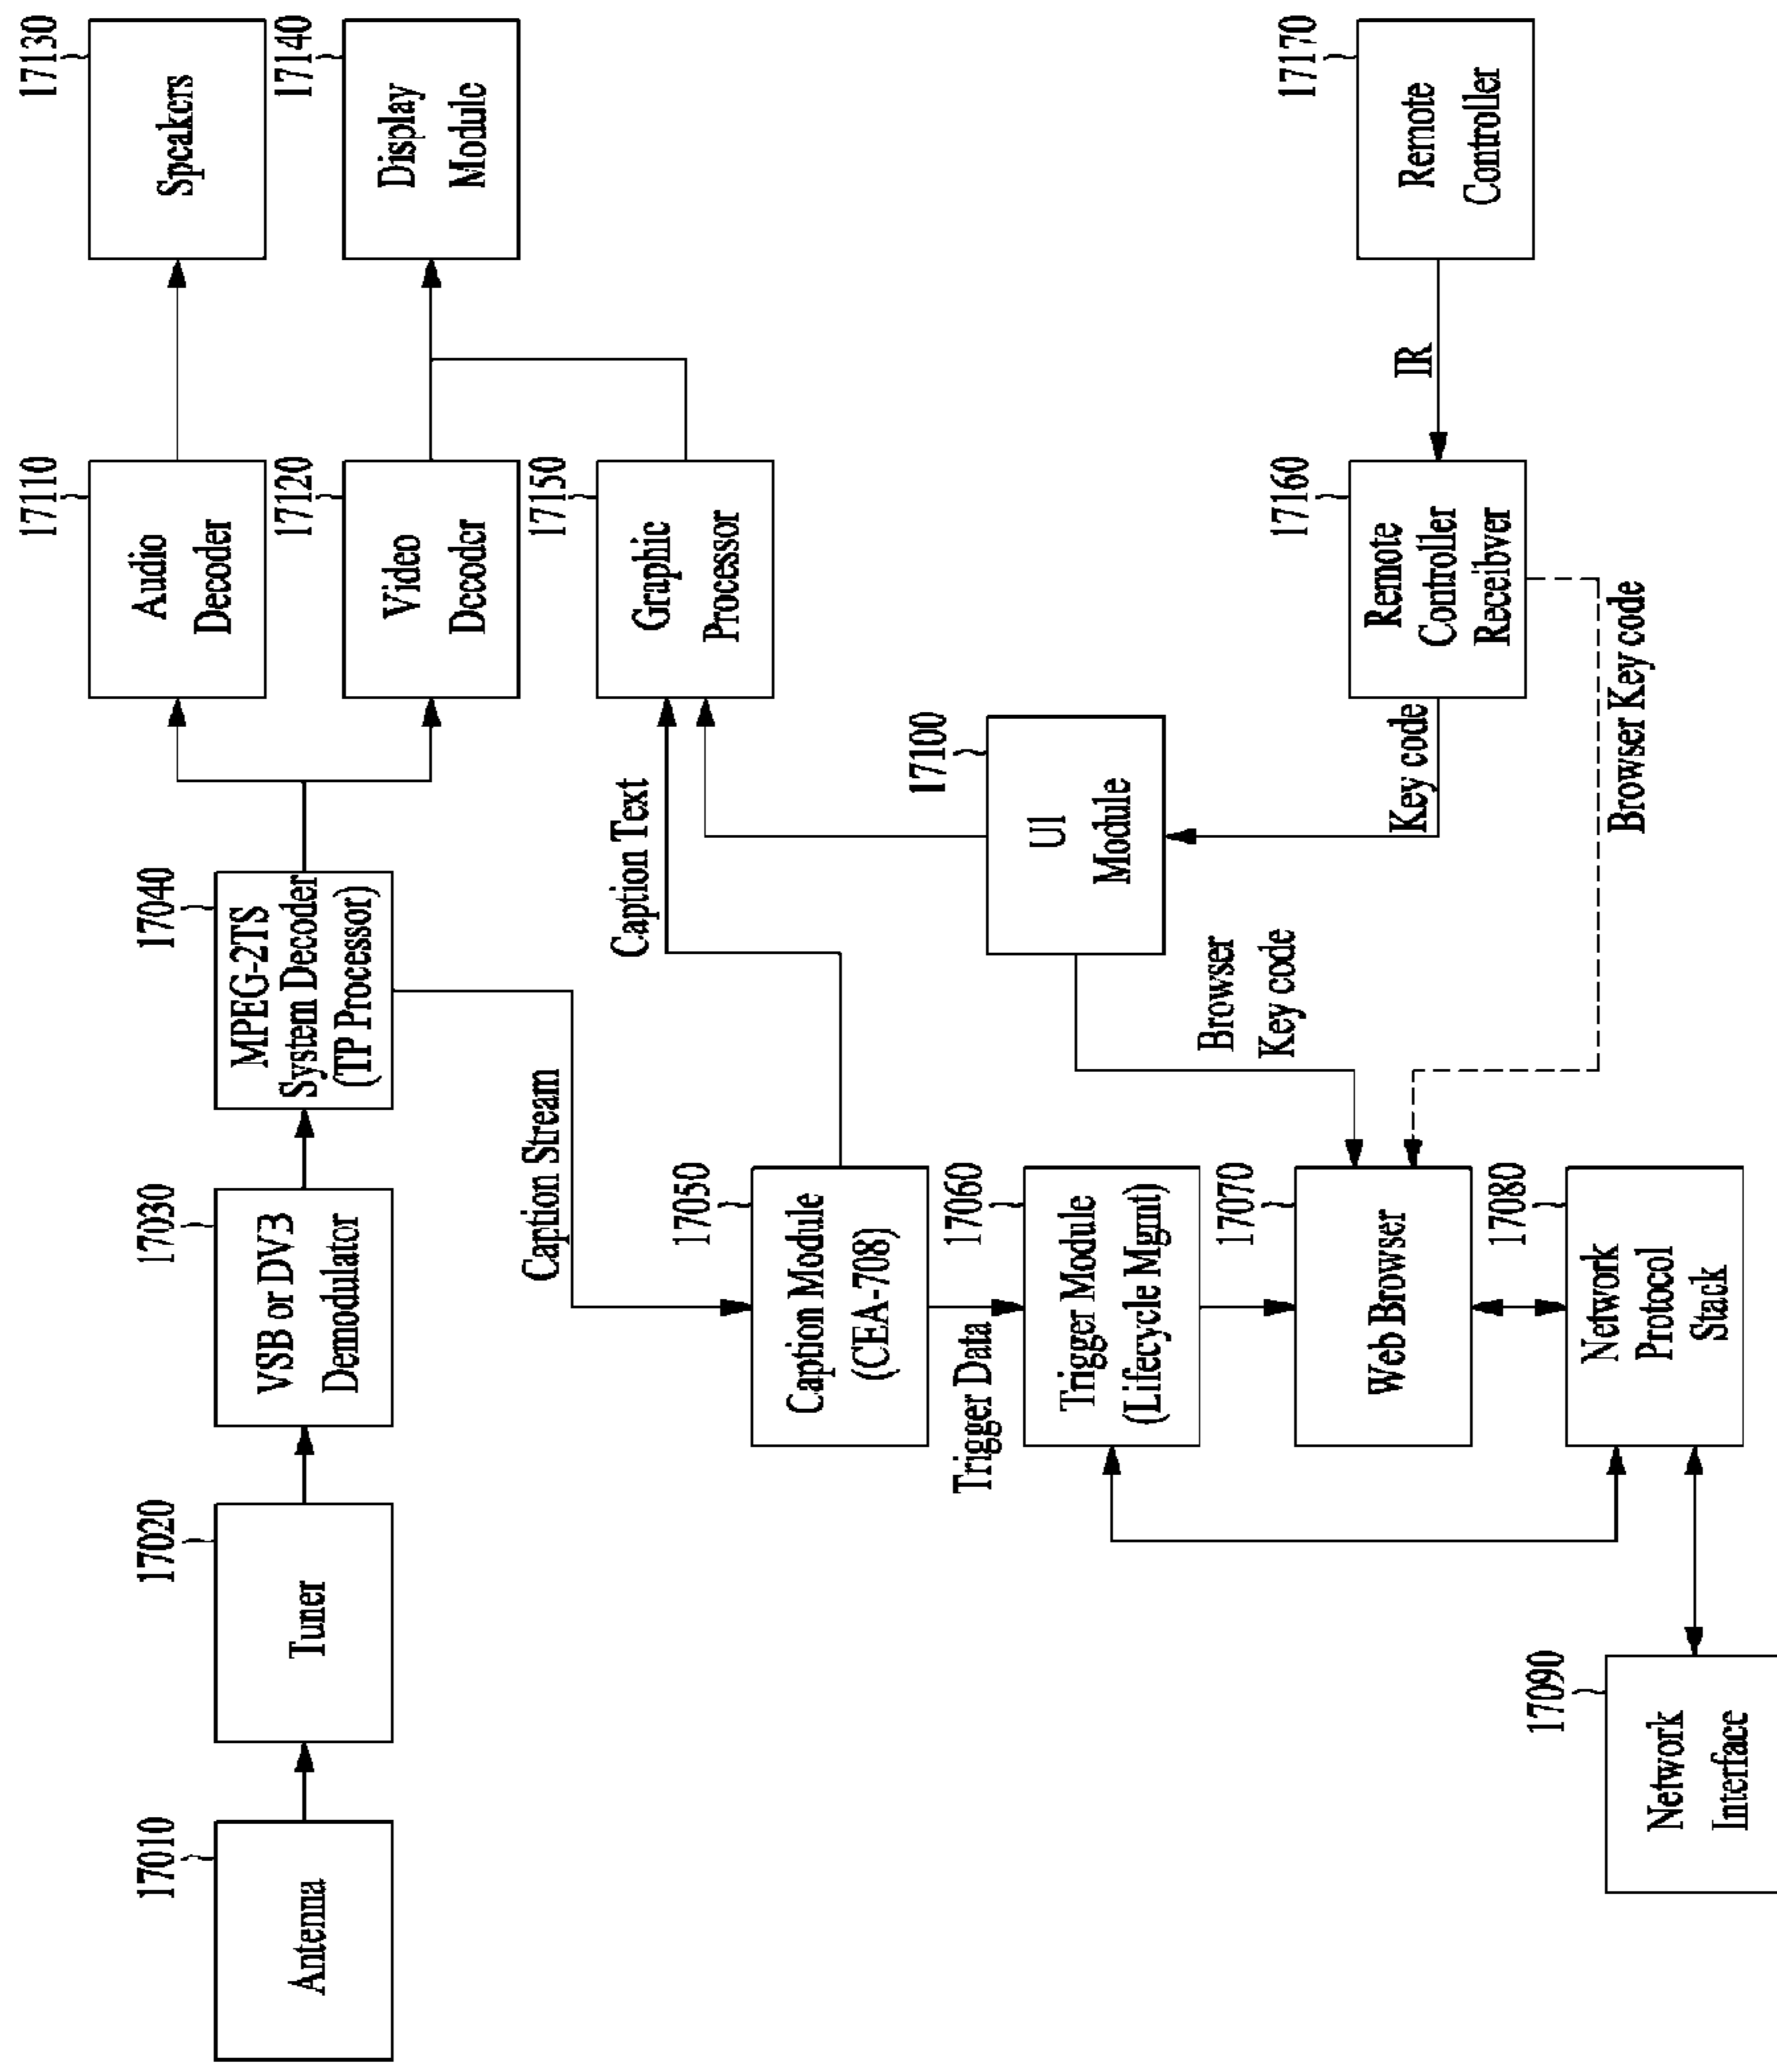 17010
Antenna
17020
Tuner
17030
VSB or DV3
Demodulator
17040
MPEG-2TS
System Decoder
(TP Processor)
17110
Audio
Decoder
17130
Speakers
17120
Video
Decoder
17140
Display
Module
17150
Graphic
Processor
Caption Stream
Caption Text
17050
Caption Module
(CEA-708)
Trigger Data
17060
Trigger Module
(Lifecycle Mgmt)
17070
Web Browser
17080
Network
Protocol
Stack
17090
Network
Interface
17100
UI
Module
Browser
Key code
Key code
17160
Remote
Controller
Receibver
Browser Key code
IR
17170
Remote
Controller